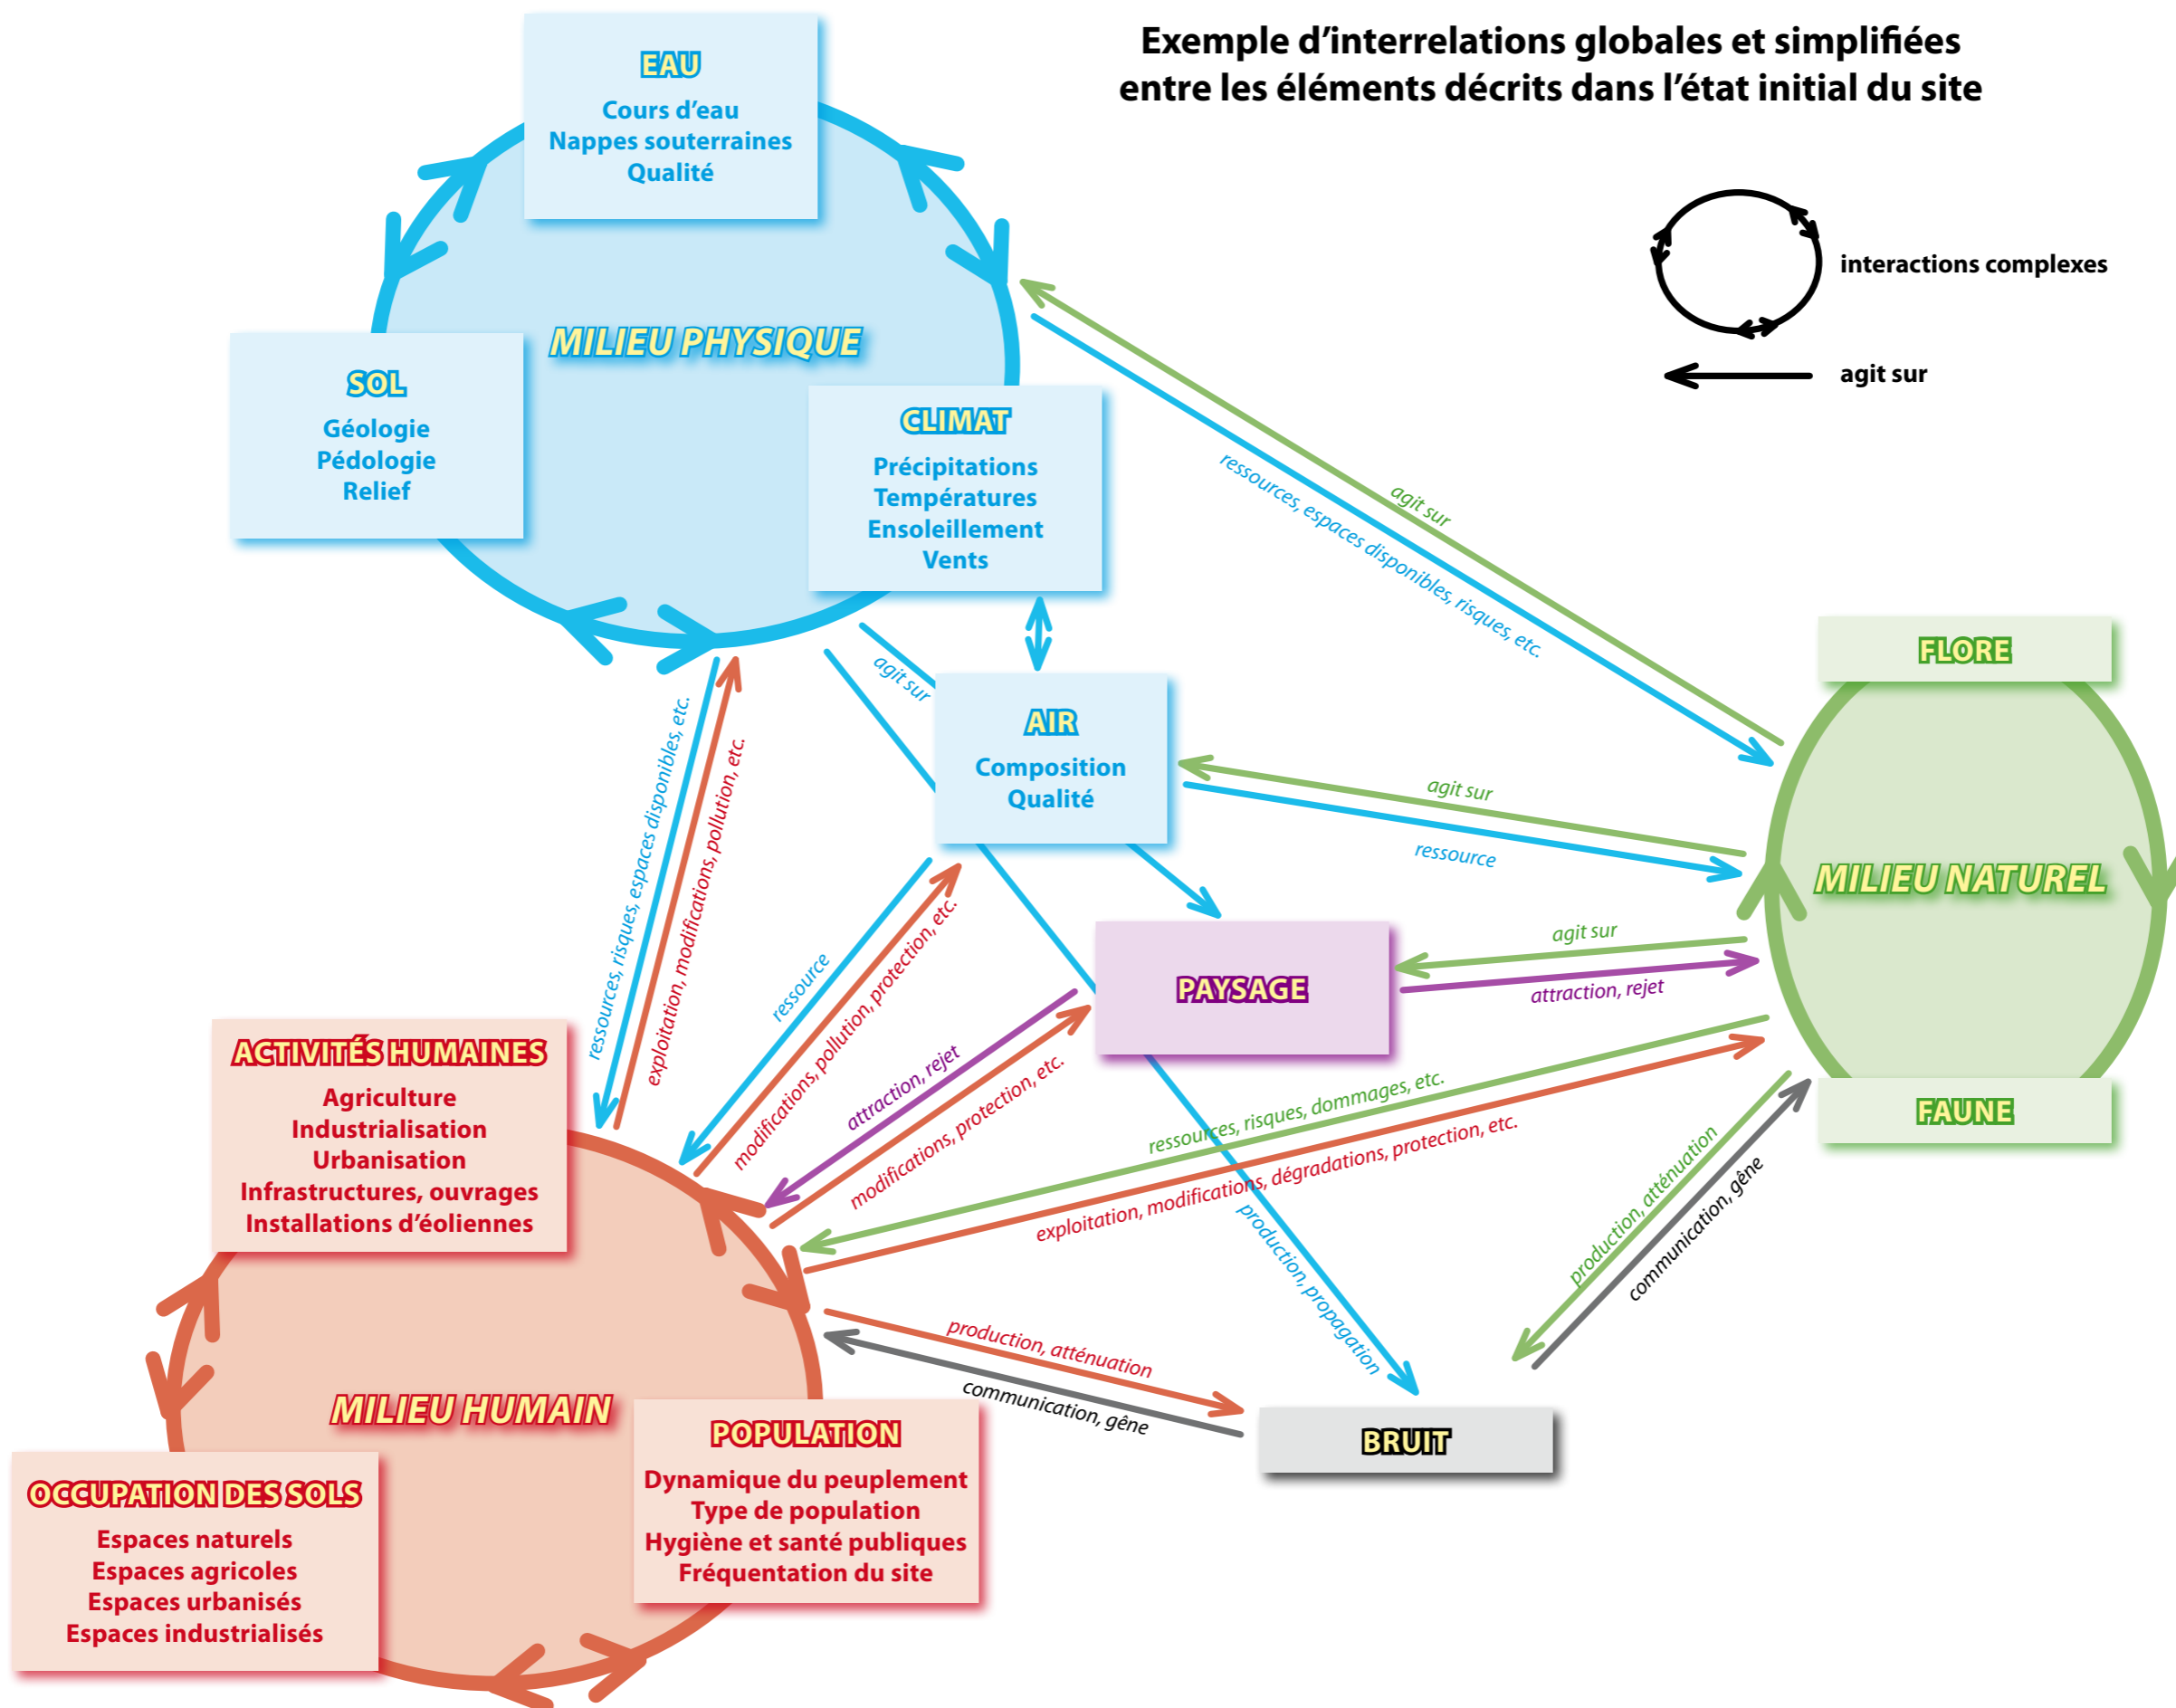 Exemple d’interrelations globales et simplifiées
entre les éléments décrits dans l’état initial du site
interactions complexes
agit sur
EAU
Cours d’eau
Nappes souterraines
Qualité
MILIEU PHYSIQUE
SOL
Géologie
Pédologie
Relief
CLIMAT
Précipitations
Températures
Ensoleillement
Vents
agit sur
ressources, espaces disponibles, risques, etc.
agit sur
AIR
Composition
Qualité
FLORE
MILIEU NATUREL
FAUNE
agit sur
ressource
ressources, risques, espaces disponibles, etc.
exploitation, modifications, pollution, etc.
ressource
modifications, pollution, protection, etc.
PAYSAGE
agit sur
attraction, rejet
attraction, rejet
modifications, protection, etc.
ressources, risques, dommages, etc.
exploitation, modifications, dégradations, protection, etc.
production, propagation
production, atténuation
communication, gêne
ACTIVITÉS HUMAINES
Agriculture
Industrialisation
Urbanisation
Infrastructures, ouvrages
Installations d’éoliennes
MILIEU HUMAIN
production, atténuation
communication, gêne
BRUIT
POPULATION
Dynamique du peuplement
Type de population
Hygiène et santé publiques
Fréquentation du site
OCCUPATION DES SOLS
Espaces naturels
Espaces agricoles
Espaces urbanisés
Espaces industrialisés